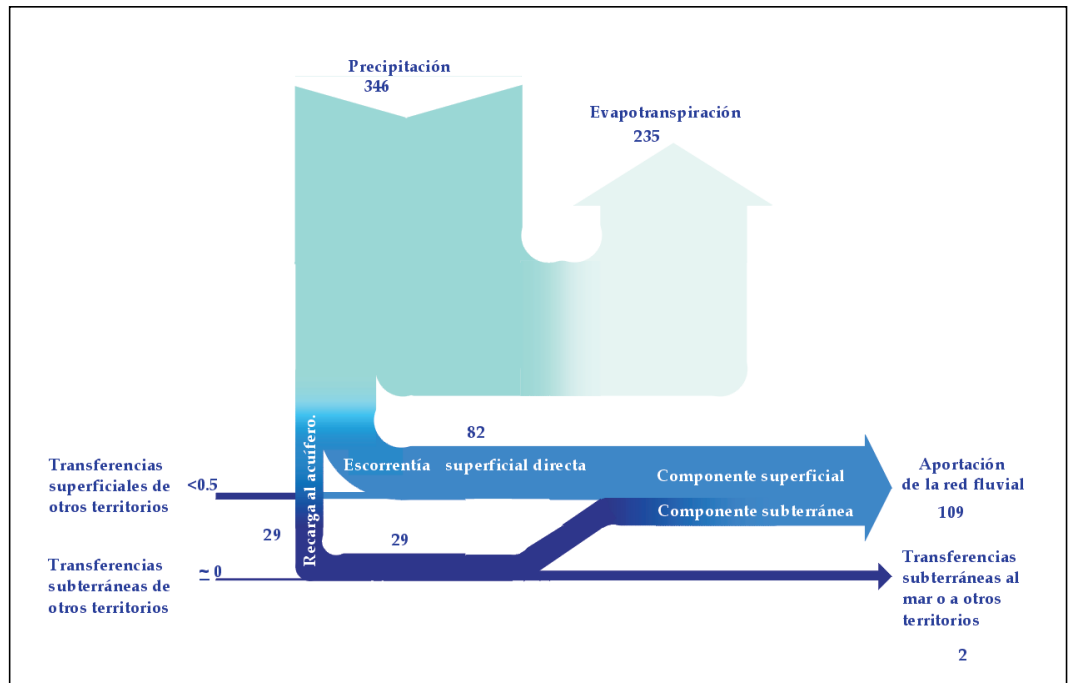 Precipitación
346
Evapotranspiración
235
82
Escorrentía superficial directa
Recarga al acuífero.
Componente superficial
Componente subterránea
Transferencias
superficiales de
otros territorios
<0.5
29
29
Transferencias
subterráneas de
otros territorios
~ 0
Aportación
de la red fluvial
109
Transferencias
subterráneas al
mar o a otros
territorios
2